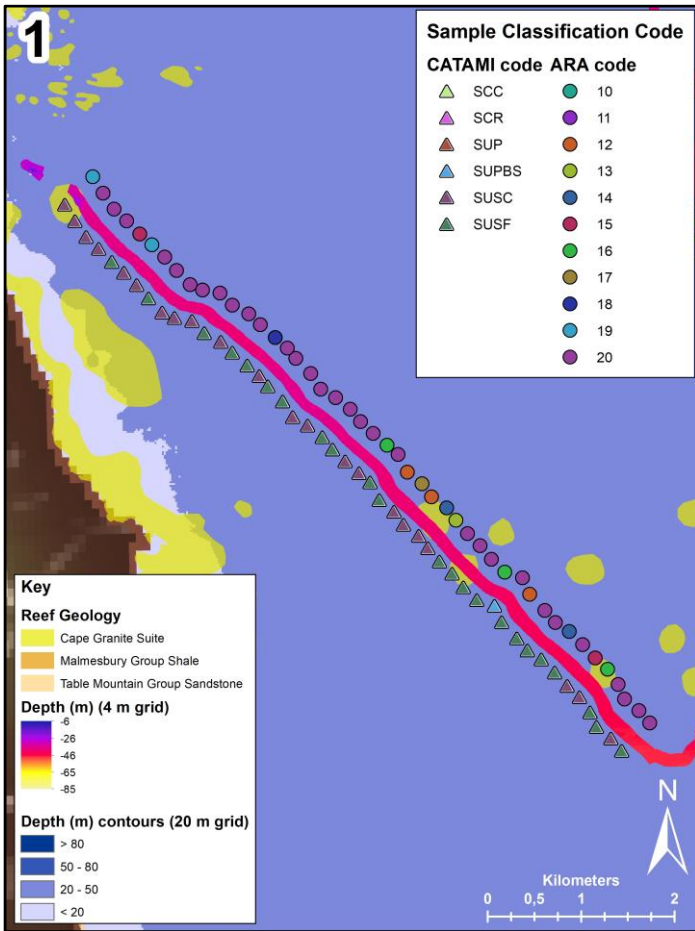 1
Sample Classification Code
CATAMI code ARA code
SCC
SCR
SUP
SUPBS
SUSC
SUSF
10
11
12
13
14
15
16
17
18
19
20
Key
Reef Geology
Cape Granite Suite
Malmesbury Group Shale
Table Mountain Group Sandstone
Depth (m) (4 m grid)
-6
-26
-46
-65
-85
Depth (m) contours (20 m grid)
> 80
50 - 80
20 - 50
< 20
N
Kilometers
0 0,5 1 2